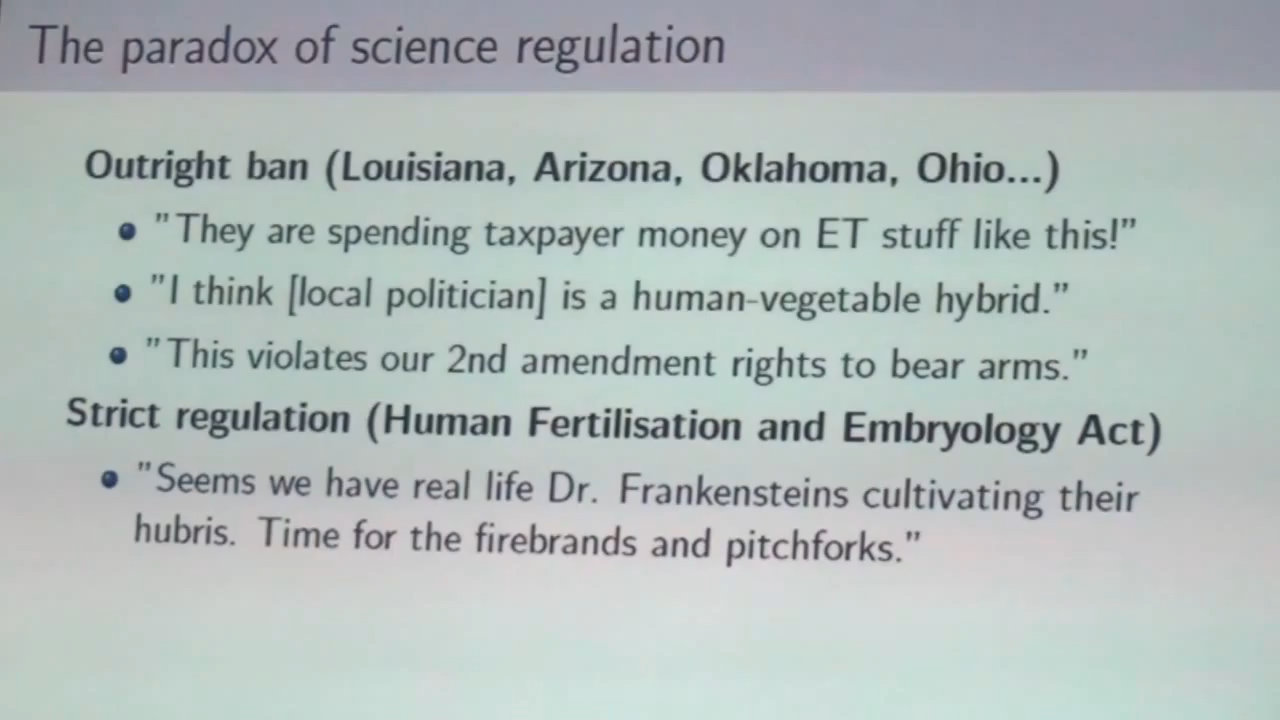 The paradox of science regulation
Outright ban (Louisiana, Arizona, Oklahoma, Ohio...)
"They are spending taxpayer money on ET stuff like this!"
"I think [local politician] is a human-vegetable hybrid."
"This violates our 2nd amendment rights to bear arms."
Strict regulation (Human Fertilisation and Embryology Act)
"Seems we have real life Dr. Frankensteins cultivating their
hubris. Time for the firebrands and pitchforks."